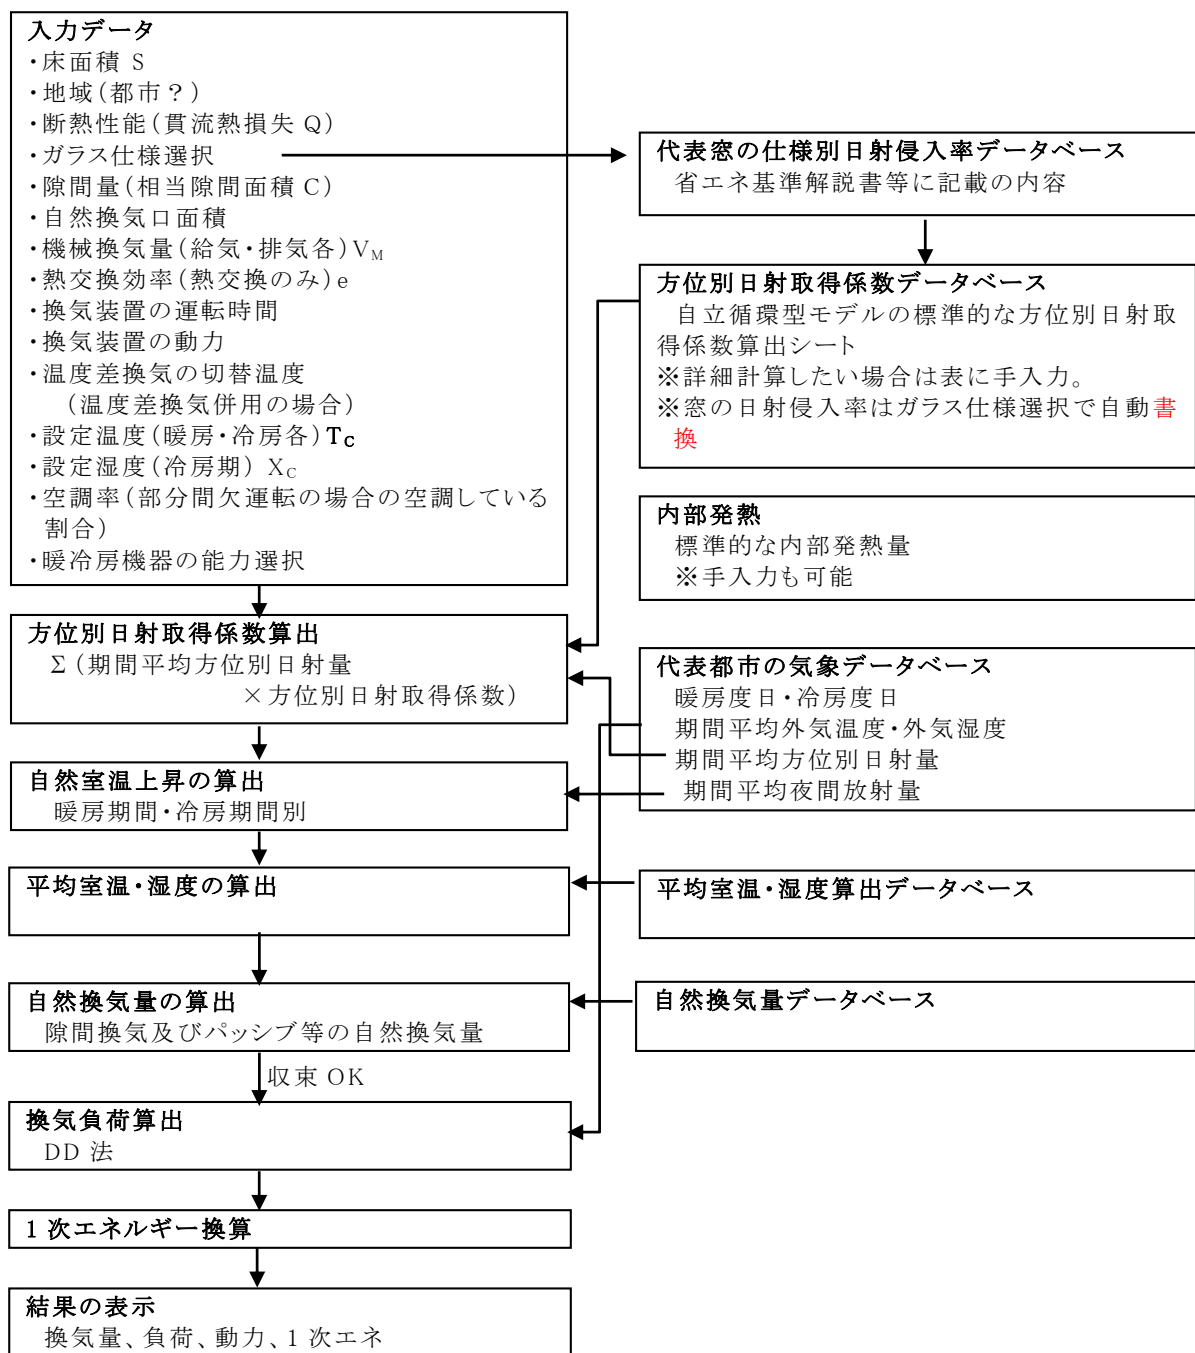 入力データ
・床面積 S
・地域(都市？)
・断熱性能(貫流熱損失 Q)
・ガラス仕様選択
・隙間量(相当隙間面積 C)
・自然換気口面積
・機械換気量(給気・排気各)VM
・熱交換効率(熱交換のみ)e
・換気装置の運転時間
・換気装置の動力
・温度差換気の切替温度
(温度差換気併用の場合)
・設定温度(暖房・冷房各)Tc
・設定湿度(冷房期) XC
・空調率(部分間欠運転の場合の空調している
割合)
・暖冷房機器の能力選択
代表窓の仕様別日射侵入率データベース
省エネ基準解説書等に記載の内容
方位別日射取得係数データベース
自立循環型モデルの標準的な方位別日射取
得係数算出シート
※詳細計算したい場合は表に手入力。
※窓の日射侵入率はガラス仕様選択で自動書
換
内部発熱
標準的な内部発熱量
※手入力も可能
方位別日射取得係数算出
Σ(期間平均方位別日射量
×方位別日射取得係数)
代表都市の気象データベース
暖房度日・冷房度日
期間平均外気温度・外気湿度
期間平均方位別日射量
期間平均夜間放射量
自然室温上昇の算出
暖房期間・冷房期間別
平均室温・湿度の算出
平均室温・湿度算出データベース
自然換気量の算出
隙間換気及びパッシブ等の自然換気量
自然換気量データベース
収束 OK
換気負荷算出
DD 法
1 次エネルギー換算
結果の表示
換気量、負荷、動力、1 次エネ